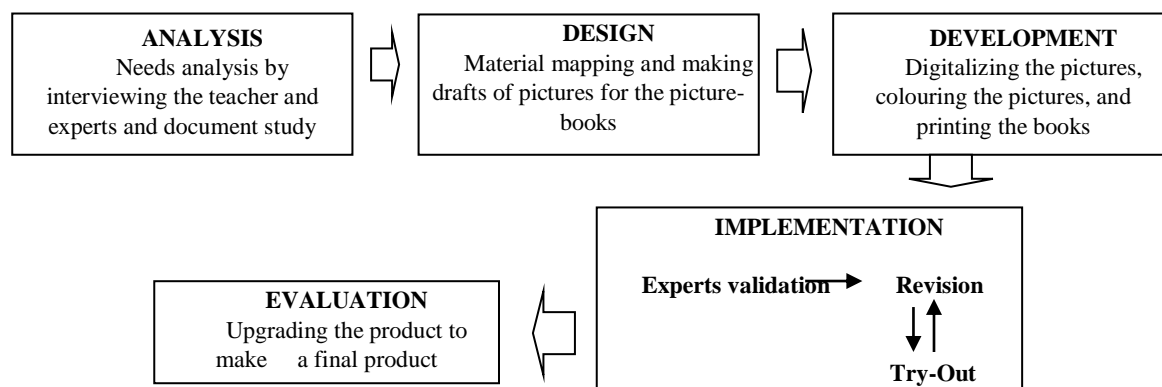 ANALYSIS
Needs analysis by
interviewing the teacher and
experts and document study
DESIGN
Material mapping and making
drafts of pictures for the picture-
books
DEVELOPMENT
Digitalizing the pictures,
colouring the pictures, and
printing the books
IMPLEMENTATION
Experts validation
Revision
Try-Out
EVALUATION
Upgrading the product to
make a final product